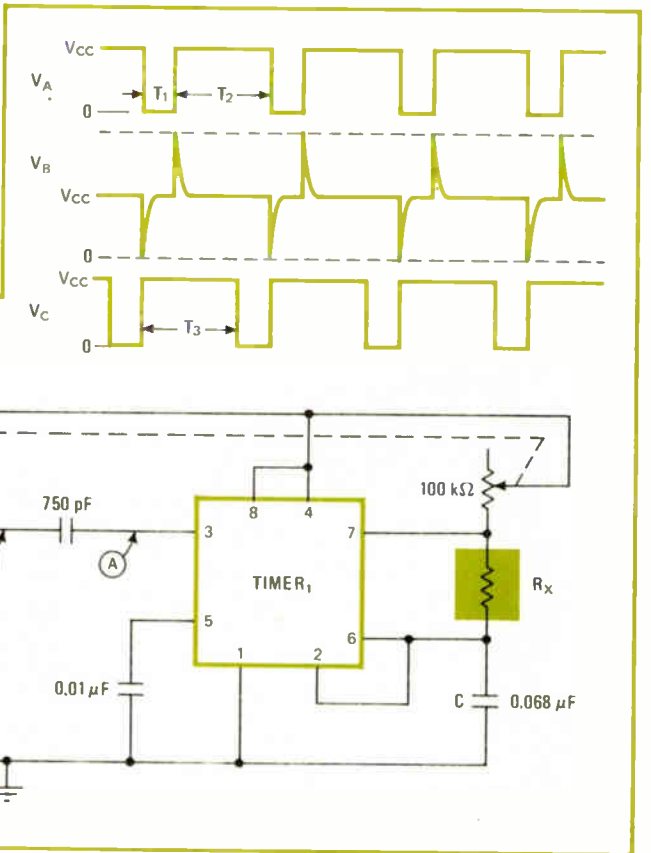 VCC
VA
T1
T2
0
VB
VCC
0
VCC
VC
T3
0
750 pF
A
100 kΩ
8
4
3
7
TIMER1
RX
5
6
1
2
0.01 μF
C
0.068 μF